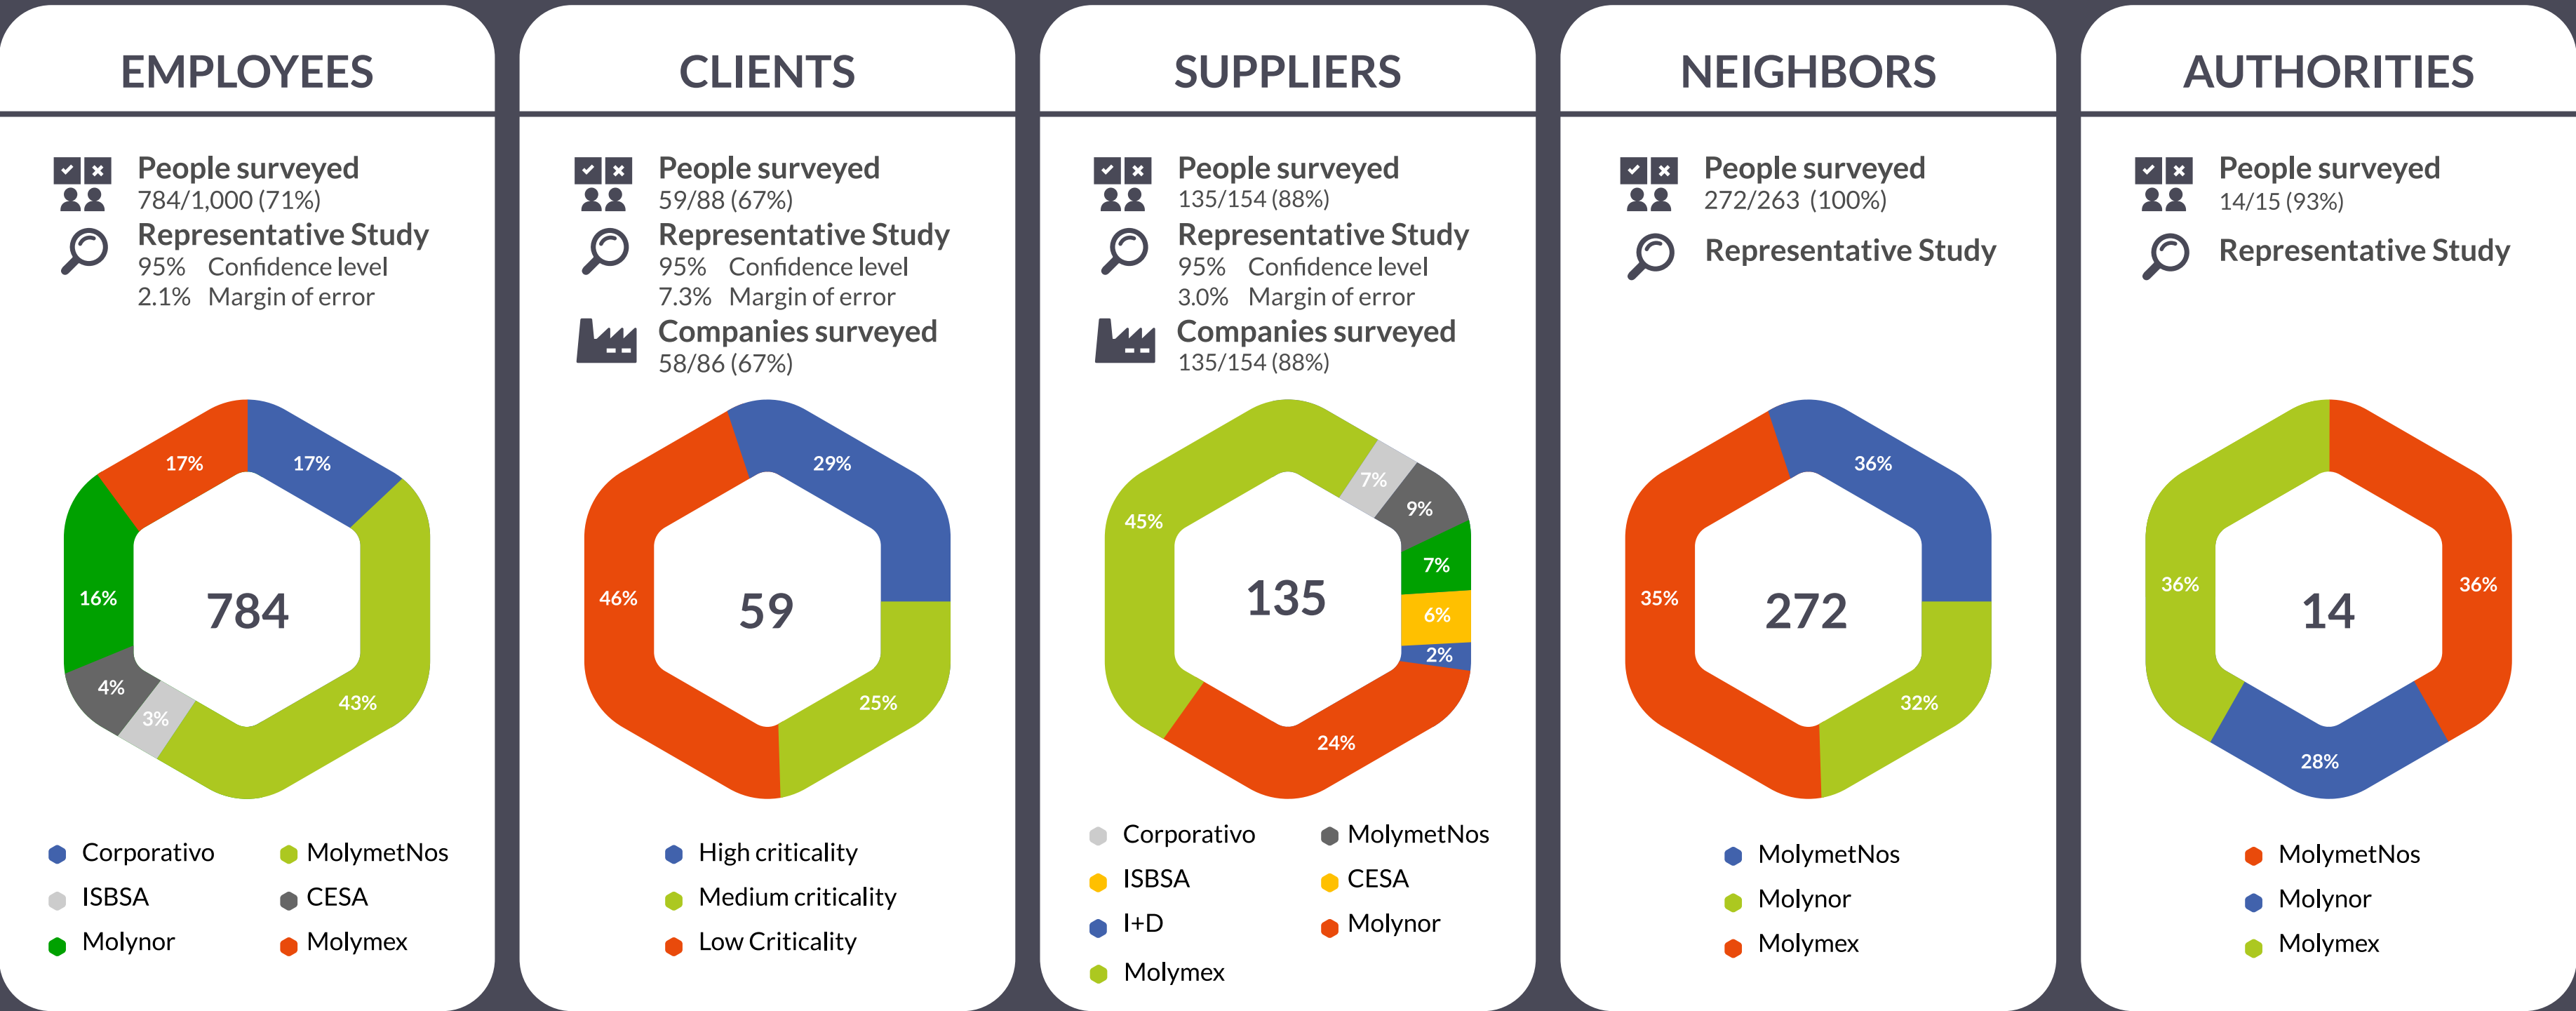 EMPLOYEES
People surveyed
784/1,000 (71%)
Representative Study
95% Confidence level
2.1% Margin of error
17%
17%
16%
784
4%
3%
43%
Corporativo
MolymetNos
ISBSA
CESA
Molynor
Molymex
CLIENTS
People surveyed
59/88 (67%)
Representative Study
95% Confidence level
7.3% Margin of error
Companies surveyed
58/86 (67%)
29%
46%
59
25%
High criticality
Medium criticality
Low Criticality
SUPPLIERS
People surveyed
135/154 (88%)
Representative Study
95% Confidence level
3.0% Margin of error
Companies surveyed
135/154 (88%)
7%
9%
45%
7%
135
6%
2%
24%
Corporativo
MolymetNos
ISBSA
CESA
I+D
Molynor
Molymex
NEIGHBORS
People surveyed
272/263 (100%)
Representative Study
36%
35%
272
32%
MolymetNos
Molynor
Molymex
AUTHORITIES
People surveyed
14/15 (93%)
Representative Study
36%
36%
14
28%
MolymetNos
Molynor
Molymex